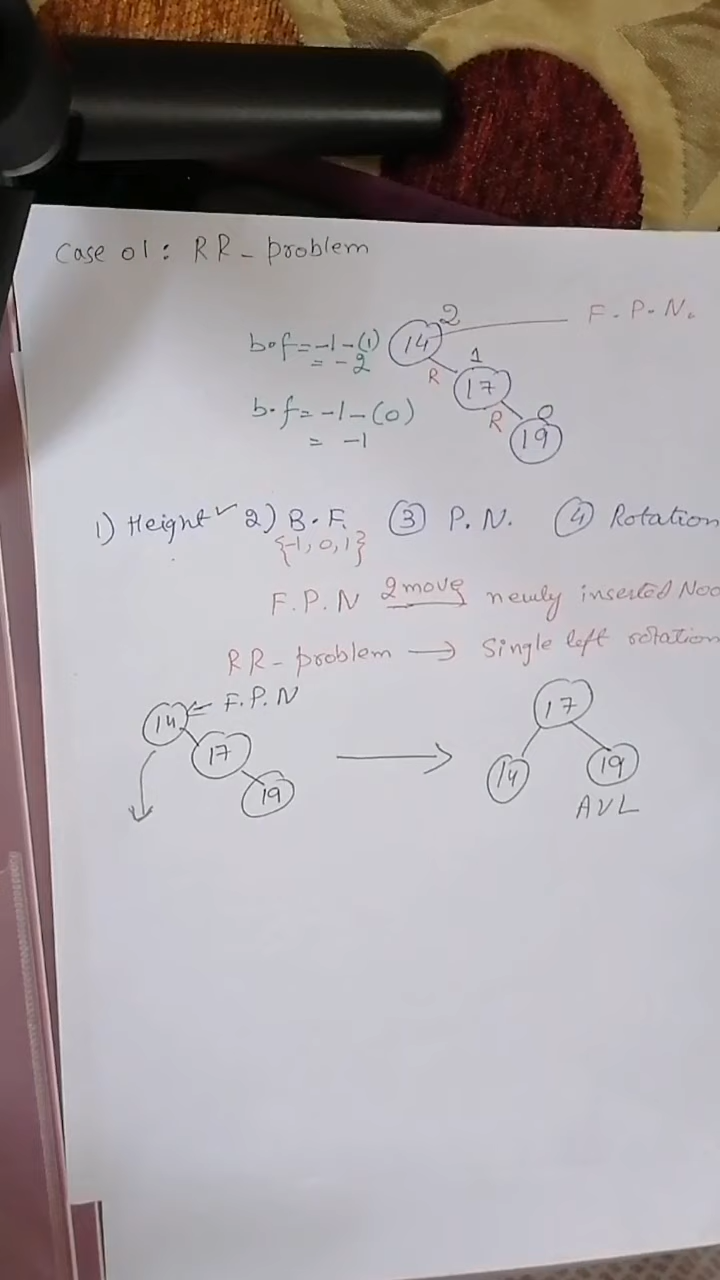 Case 01: RR - problem
2 F.P.N.
b.f = -1-(1) 14
= -2
R 1
17
b.f = -1-(0)
= -1
R 0
19
1) Height ✓ 2) B.F. ③ P.N. ④ Rotation
{-1, 0, 1}
F.P.N 2 move newly inserted Nod
RR - problem → Single left rotation
14 F.P.N
17
19
→
17
14 19
AVL